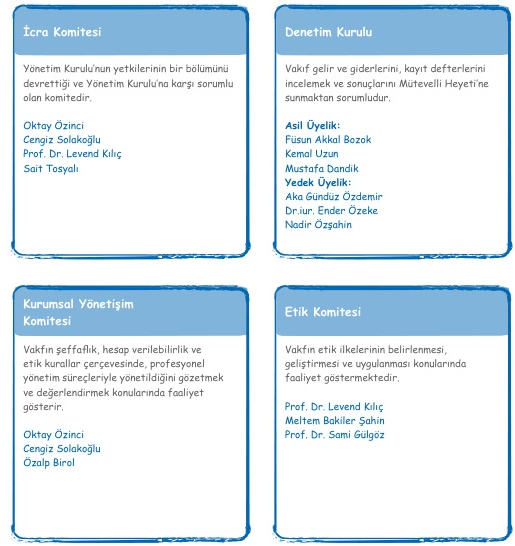 İcra Komitesi
Yönetim Kurulu'nun yetkilerinin bir bölümünü
devrettiği ve Yönetim Kurulu'na karşı sorumlu
olan komitedir.
Oktay Özinci
Cengiz Solakoğlu
Prof. Dr. Levend Kılıç
Sait Tosyalı
Denetim Kurulu
Vakıf gelir ve giderlerini, kayıt defterlerini
incelemek ve sonuçlarını Mütevelli Heyeti'ne
sunmaktan sorumludur.
Asil Üyelik:
Füsun Akkal Bozok
Kemal Uzun
Mustafa Dandik
Yedek Üyelik:
Aka Gündüz Özdemir
Dr.iur. Ender Özeke
Nadir Özşahin
Kurumsal Yönetişim
Komitesi
Vakfın şeffaflık, hesap verilebilirlik ve
etik kurallar çerçevesinde, profesyonel
yönetim süreçleriyle yönetildiğini gözetmek
ve değerlendirmek konularında faaliyet
gösterir.
Oktay Özinci
Cengiz Solakoğlu
Özalp Birol
Etik Komitesi
Vakfın etik ilkelerinin belirlenmesi,
geliştirmesi ve uygulanması konularında
faaliyet göstermektedir.
Prof. Dr. Levend Kılıç
Meltem Bakiler Şahin
Prof. Dr. Sami Gülgöz